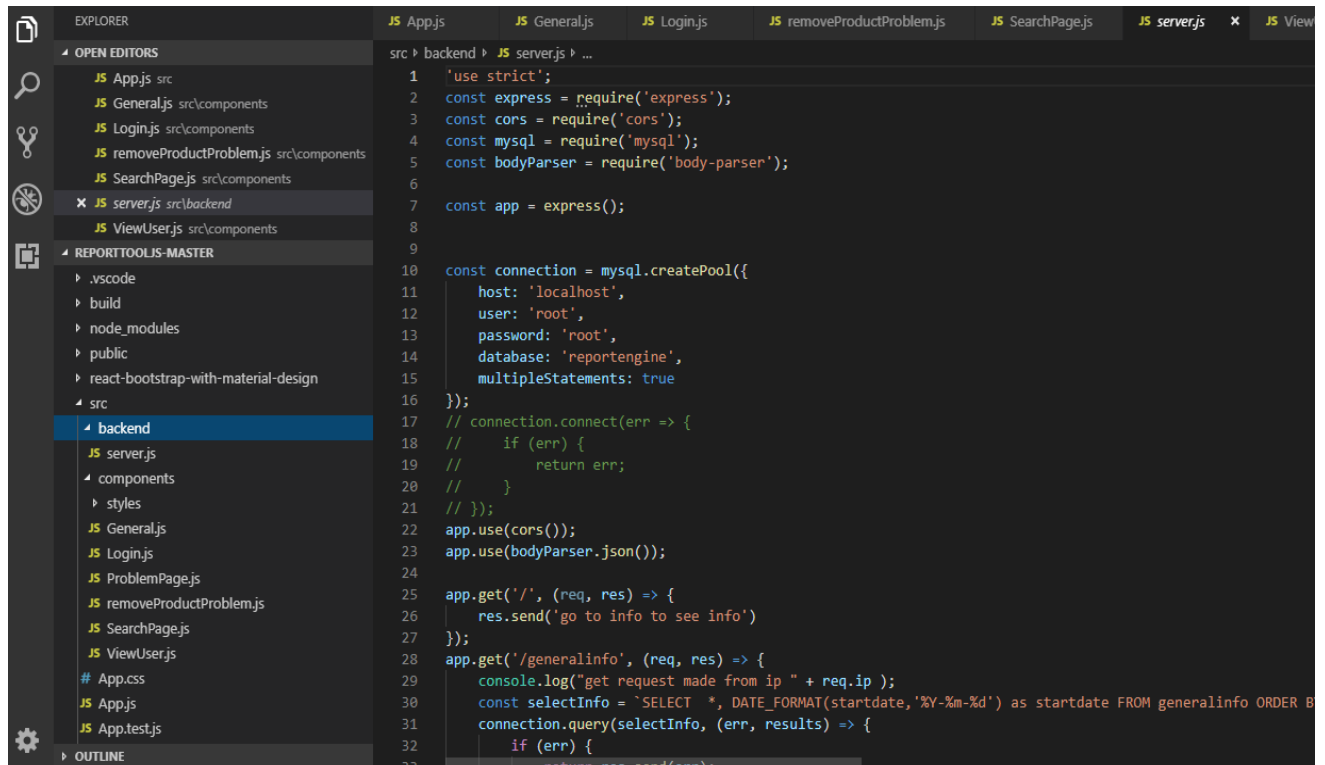 EXPLORER
OPEN EDITORS
JS App.js src
JS General.js src\components
JS Login.js src\components
JS removeProductProblem.js src\components
JS SearchPage.js src\components
X JS server.js src\backend
JS ViewUser.js src\components
REPORTTOOLJS-MASTER
.vscode
build
node_modules
public
react-bootstrap-with-material-design
src
backend
JS server.js
components
styles
JS General.js
JS Login.js
JS ProblemPage.js
JS removeProductProblem.js
JS SearchPage.js
JS ViewUser.js
# App.css
JS App.js
JS App.test.js
OUTLINE
JS App.js JS General.js JS Login.js JS removeProductProblem.js JS SearchPage.js JS server.js X JS View
src backend JS server.js ...
1 'use strict';
2 const express = require('express');
3 const cors = require('cors');
4 const mysql = require('mysql');
5 const bodyParser = require('body-parser');
6
7 const app = express();
8
9
10 const connection = mysql.createPool({
11 host: 'localhost',
12 user: 'root',
13 password: 'root',
14 database: 'reportengine',
15 multipleStatements: true
16 });
17 // connection.connect(err => {
18 // if (err) {
19 // return err;
20 // }
21 // });
22 app.use(cors());
23 app.use(bodyParser.json());
24
25 app.get('/', (req, res) => {
26 res.send('go to info to see info')
27 });
28 app.get('/generalinfo', (req, res) => {
29 console.log("get request made from ip " + req.ip );
30 const selectInfo = `SELECT *, DATE_FORMAT(startdate,'%Y-%m-%d') as startdate FROM generalinfo ORDER B
31 connection.query(selectInfo, (err, results) => {
32 if (err) {